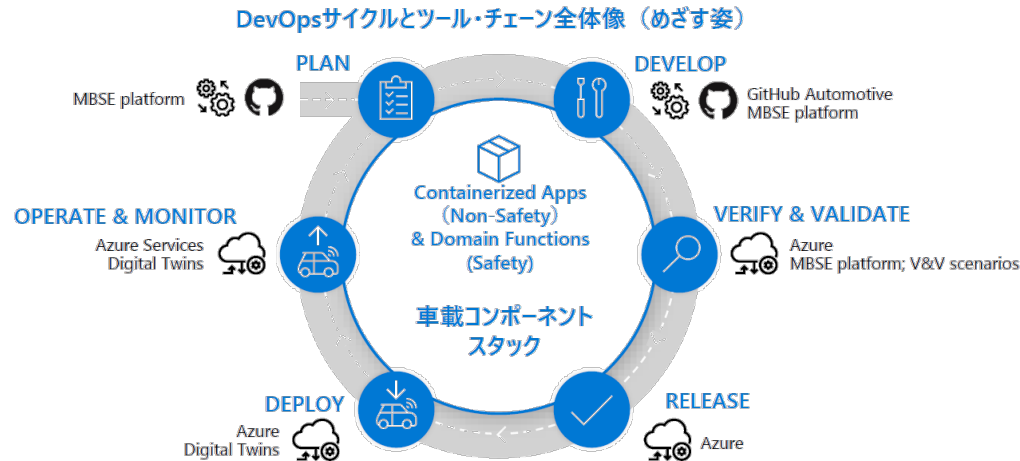 DevOpsサイクルとツール・チェーン全体像（めざす姿）
PLAN
MBSE platform
DEVELOP
GitHub Automotive
MBSE platform
Containerized Apps
（Non-Safety）
& Domain Functions
(Safety)
OPERATE & MONITOR
Azure Services
Digital Twins
VERIFY & VALIDATE
Azure
MBSE platform; V&V scenarios
車載コンポーネント
スタック
DEPLOY
Azure
Digital Twins
RELEASE
Azure